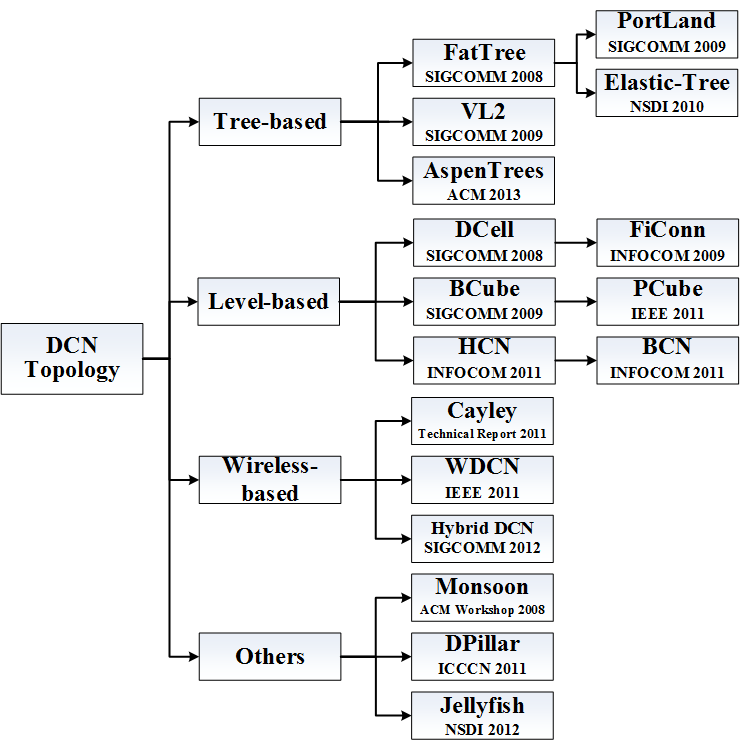 DCN
Topology
Tree-based
FatTree
SIGCOMM 2008
PortLand
SIGCOMM 2009
Elastic-Tree
NSDI 2010
VL2
SIGCOMM 2009
AspenTrees
ACM 2013
Level-based
DCell
SIGCOMM 2008
FiConn
INFOCOM 2009
BCube
SIGCOMM 2009
PCube
IEEE 2011
HCN
INFOCOM 2011
BCN
INFOCOM 2011
Wireless-
based
Cayley
Technical Report 2011
WDCN
IEEE 2011
Hybrid DCN
SIGCOMM 2012
Others
Monsoon
ACM Workshop 2008
DPillar
ICCCN 2011
Jellyfish
NSDI 2012